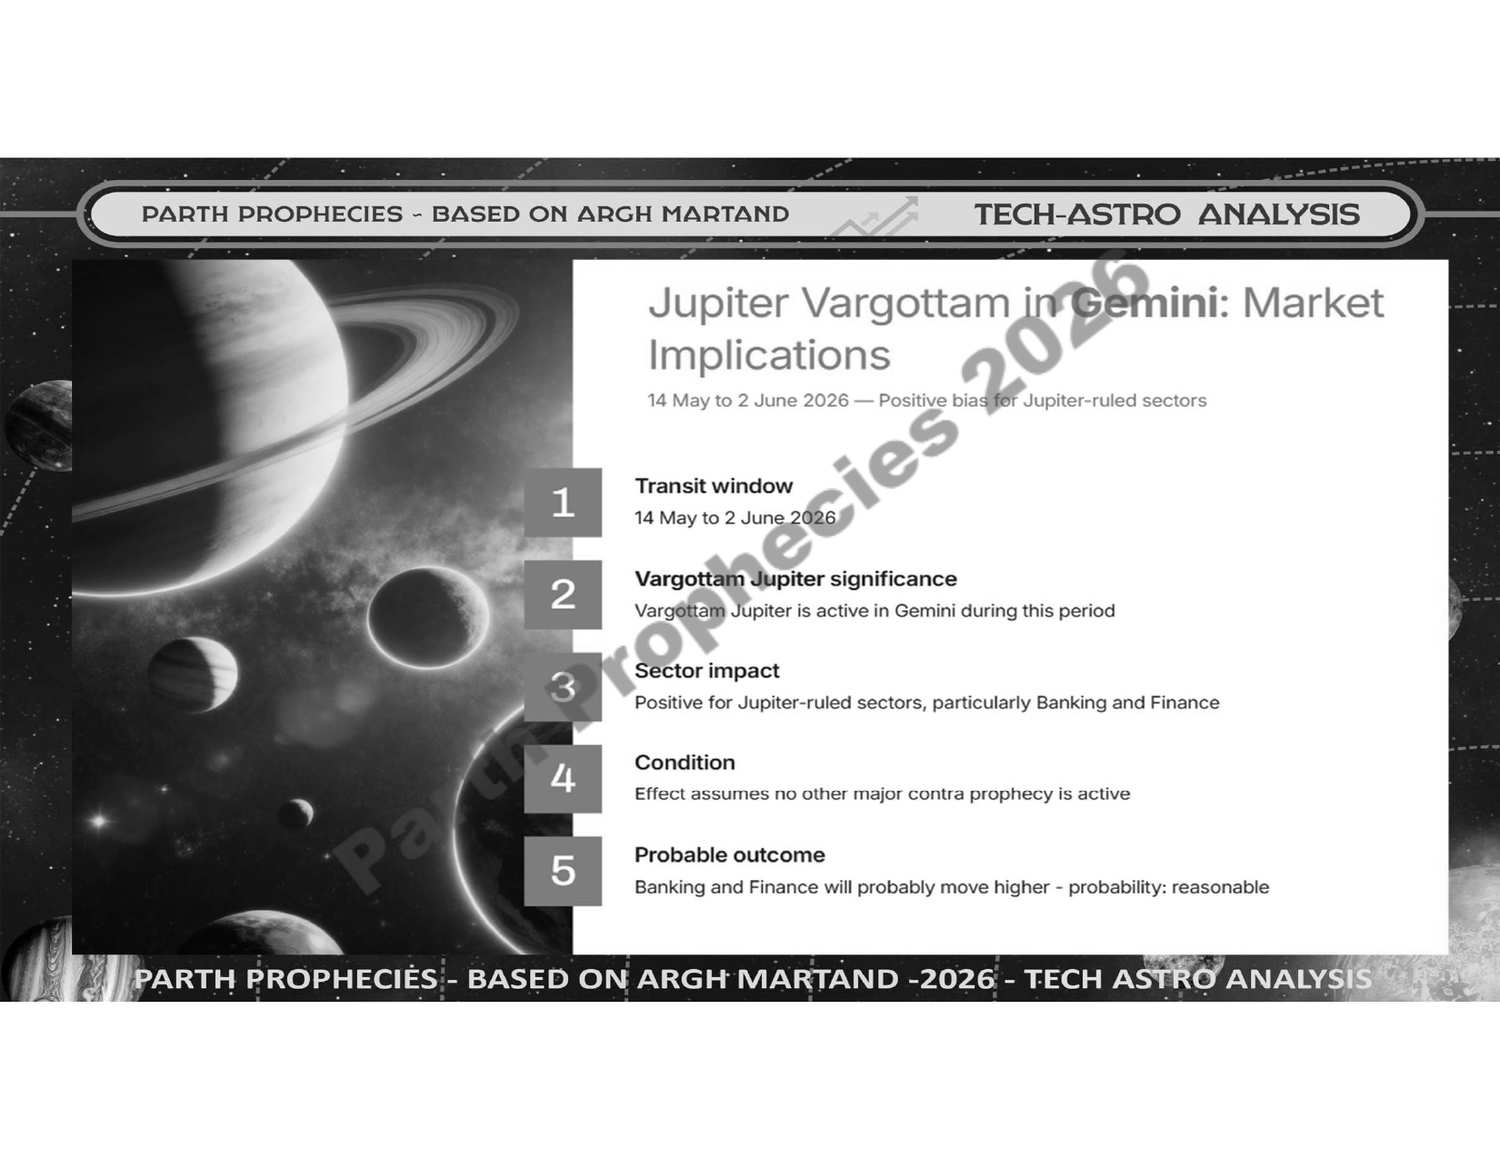 PARTH PROPHECIES ~ BASED ON ARGH MARTAND
TECH-ASTRO ANALYSIS
Jupiter Vargottam in Gemini: Market
Implications
14 May to 2 June 2026 — Positive bias for Jupiter-ruled sectors
1
Transit window
14 May to 2 June 2026
2
Vargottam Jupiter significance
Vargottam Jupiter is active in Gemini during this period
3
Sector impact
Positive for Jupiter-ruled sectors, particularly Banking and Finance
4
Condition
Effect assumes no other major contra prophecy is active
5
Probable outcome
Banking and Finance will probably move higher - probability: reasonable
Parth Prophecies 2026
PARTH PROPHECIES - BASED ON ARGH MARTAND -2026 - TECH ASTRO ANALYSIS